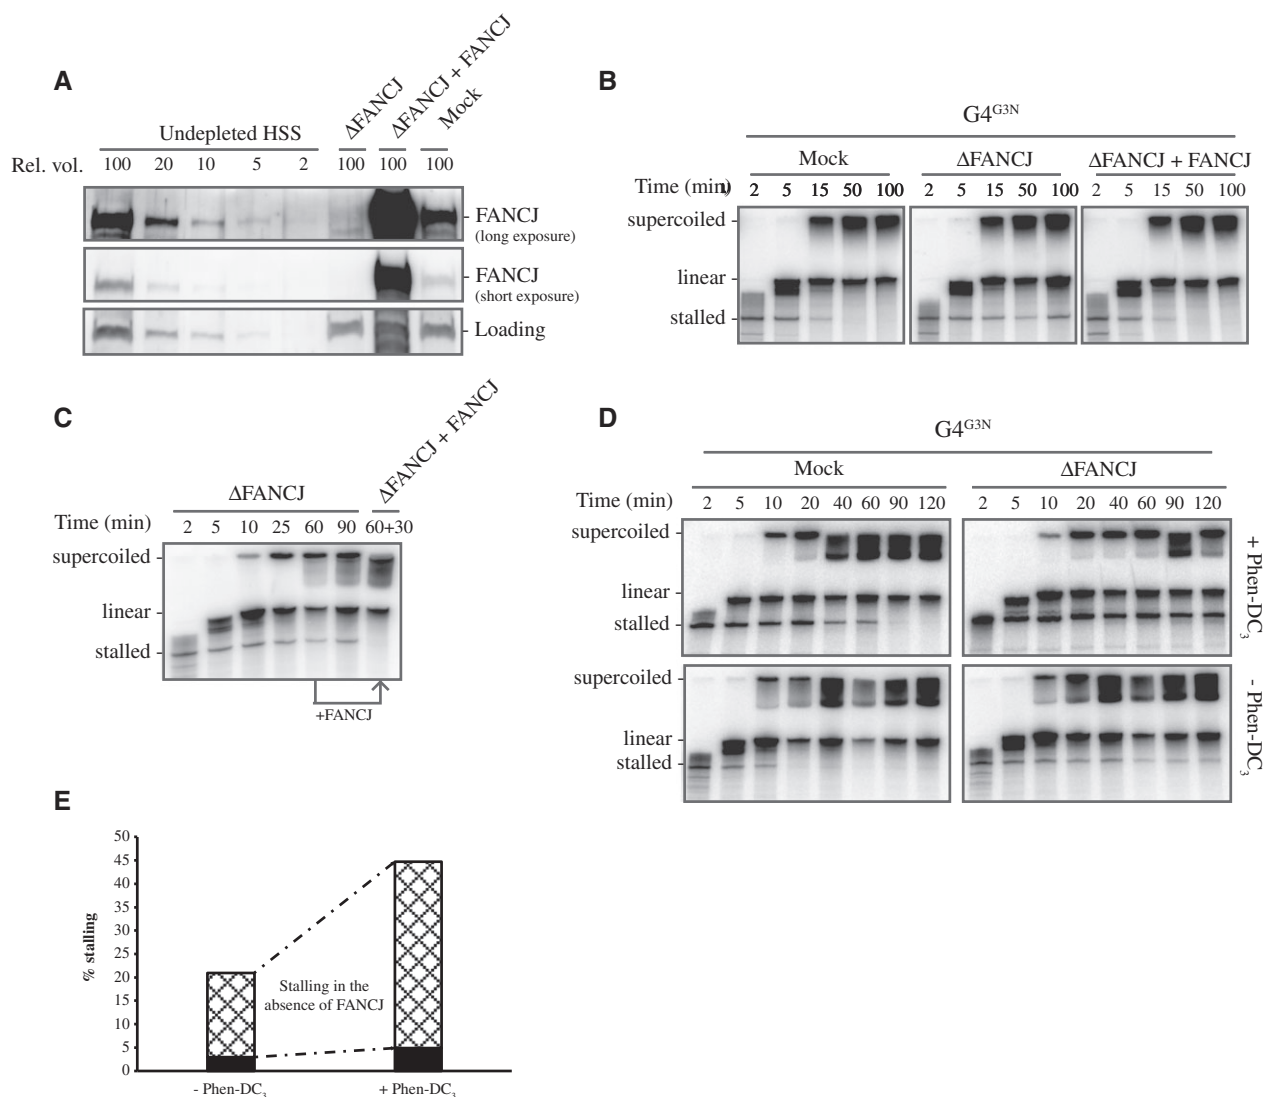 A
Undepleted HSS
ΔFANCJ
ΔFANCJ + FANCJ
Mock
Rel. vol. 100 20 10 5 2 100 100 100
FANCJ
(long exposure)
FANCJ
(short exposure)
Loading
B
G4G3N
Mock ΔFANCJ ΔFANCJ + FANCJ
Time (min) 2 5 15 50 100 2 5 15 50 100 2 5 15 50 100
supercoiled
linear
stalled
C
ΔFANCJ
ΔFANCJ + FANCJ
Time (min) 2 5 10 25 60 90 60+30
supercoiled
linear
stalled
+FANCJ
D
G4G3N
Mock ΔFANCJ
Time (min) 2 5 10 20 40 60 90 120 2 5 10 20 40 60 90 120
supercoiled
linear
stalled
+ Phen-DC3
supercoiled
linear
stalled
- Phen-DC3
E
% stalling
50
45
40
35
30
25
20
15
10
5
0
Stalling in the
absence of FANCJ
- Phen-DC3 + Phen-DC3